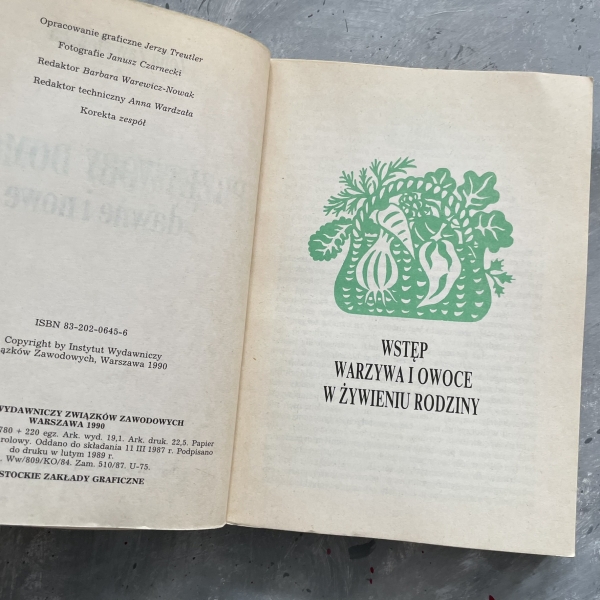 Opracowanie graficzne Jerzy Treutler
Fotografie Janusz Czarnecki
Redaktor Barbara Warewicz-Nowak
Redaktor techniczny Anna Wardzała
Korekta zespół
ISBN 83-202-0645-6
Copyright by Instytut Wydawniczy
Zawodowych, Warszawa 1990
WYDAWNICZY ZWIĄZKÓW ZAWODOWYCH
WARSZAWA 1990
780 + 220 egz. Ark. wyd. 19,1. Ark. druk. 22,5. Papier
Oddano do składania 11 III 1987 r. Podpisano
do druku w lutym 1989 r.
Ww/809/KO/84. Zam. 510/87. U-75.
ZAKŁADY GRAFICZNE
WSTĘP
WARZYWA I OWOCE
W ŻYWIENIU RODZINY